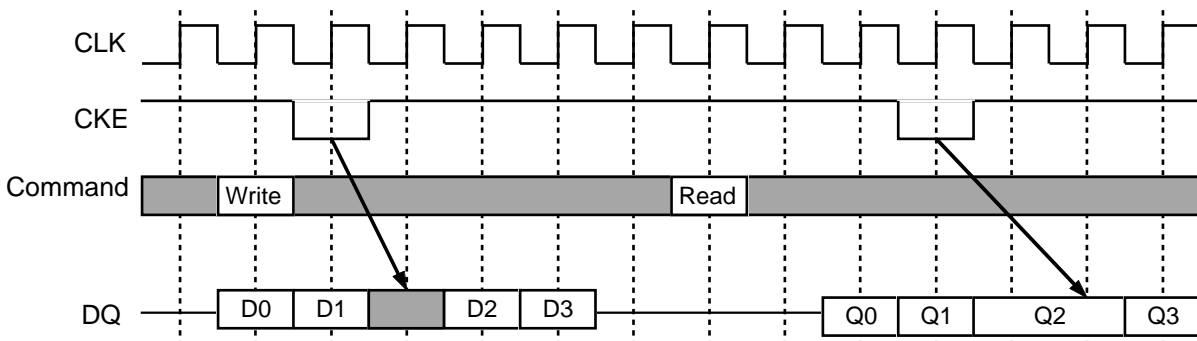 CLK
CKE
Command Write Read
DQ D0 D1 D2 D3 Q0 Q1 Q2 Q3